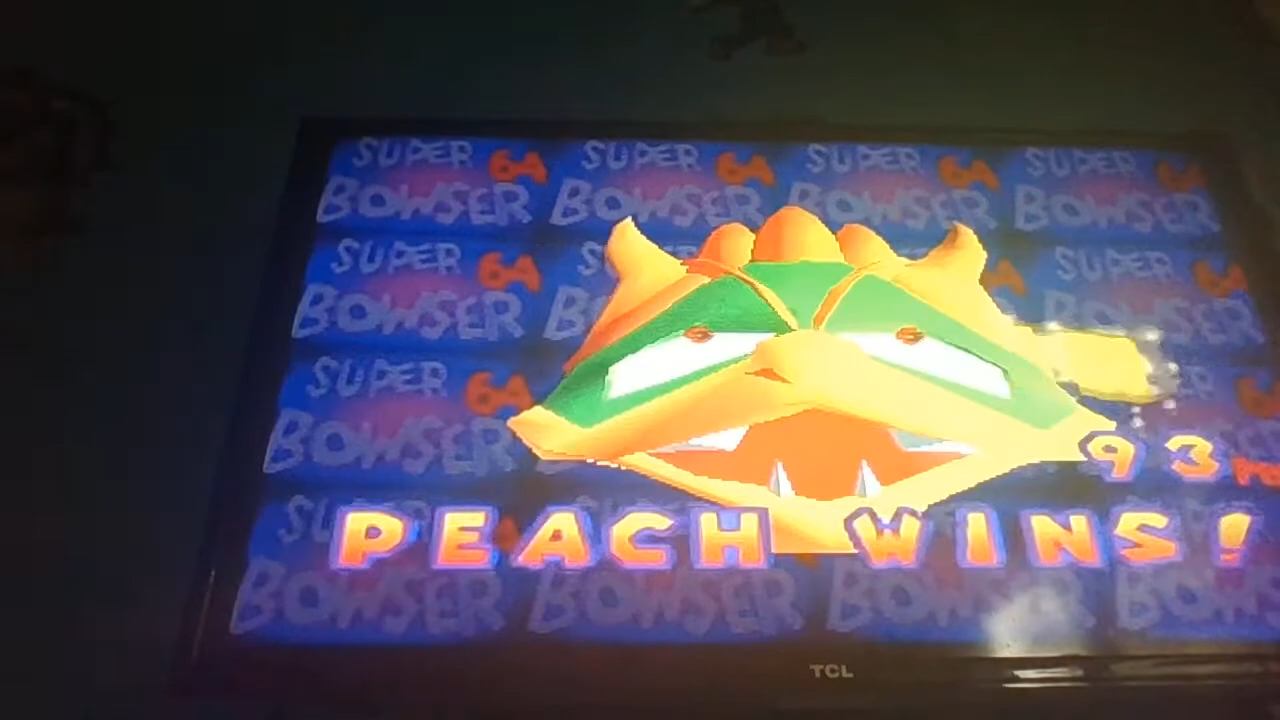 SUPER 64 SUPER 64 SUPER 64 SUPER 64
BOWSER BOWSER BOWSER BOWSER
SUPER 64 SUPER 64
BOWSER BOWSER
SUPER 64
BOWSER
93
PEACH WINS!
BOWSER BOWSER BOWSER BOWS
TCL